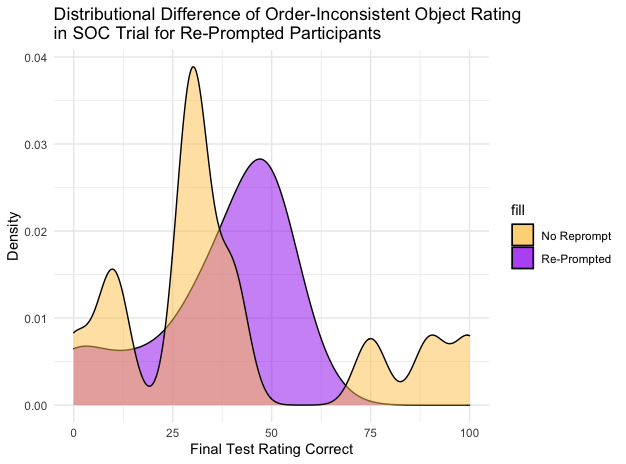 Distributional Difference of Order-Inconsistent Object Rating
in SOC Trial for Re-Prompted Participants
0.04
0.03
0.02
0.01
0.00
Density
0
25
50
75
100
Final Test Rating Correct
fill
No Reprompt
Re-Prompted